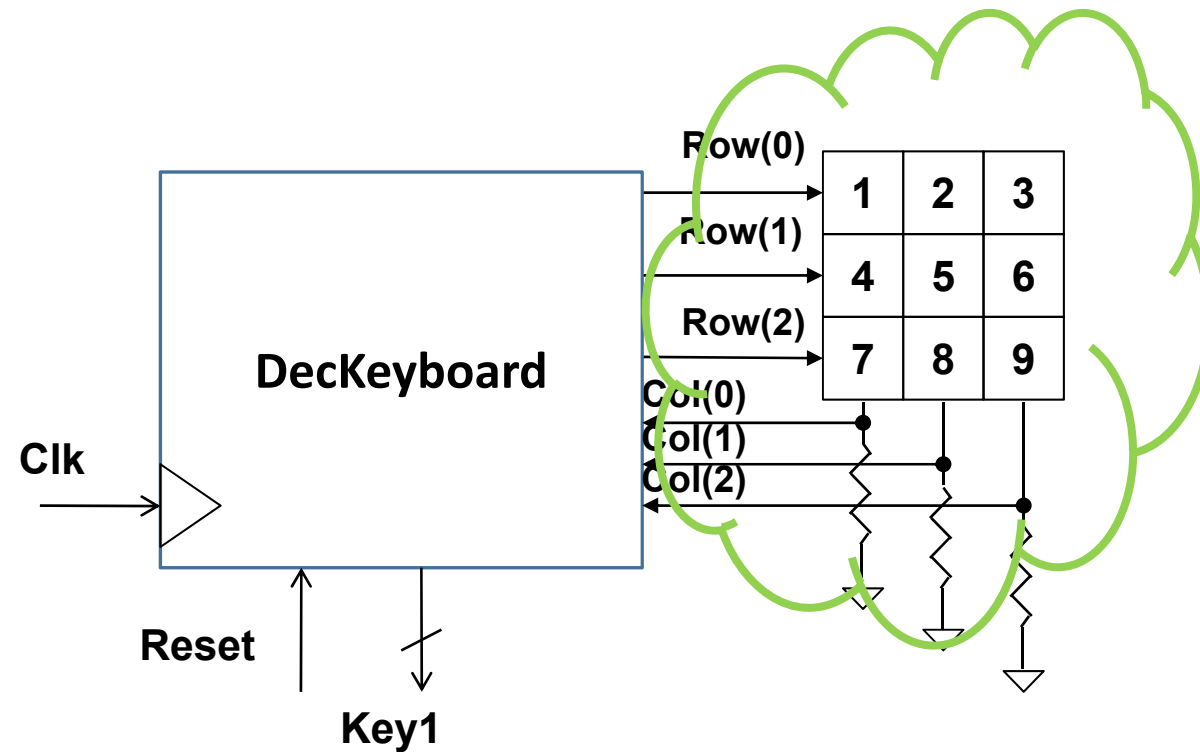 Row(0)
1 2 3
Row(1)
4 5 6
Row(2)
7 8 9
DecKeyboard
Col(0)
Col(1)
Col(2)
Clk
Reset
Key1